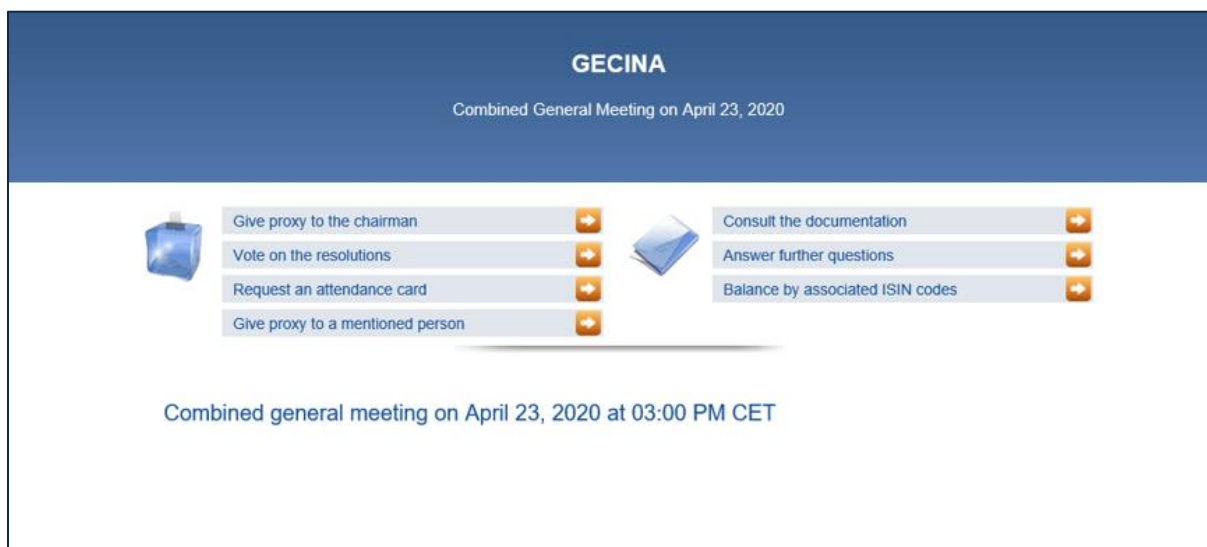 GECINA
Combined General Meeting on April 23, 2020
Give proxy to the chairman
Vote on the resolutions
Request an attendance card
Give proxy to a mentioned person
Consult the documentation
Answer further questions
Balance by associated ISIN codes
Combined general meeting on April 23, 2020 at 03:00 PM CET